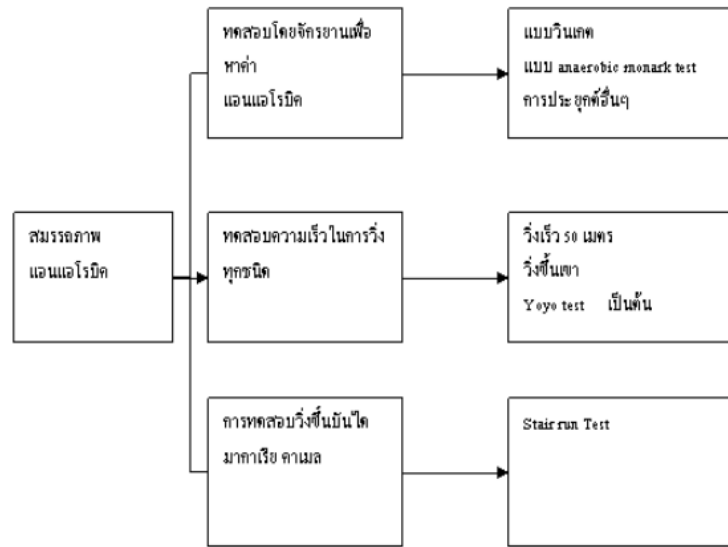 ทดสอบโดยจักรยานเพื่อ
หาค่า
แอนแอโรบิค
แบบวินเกต
แบบ anaerobic monark test
การประยุกต์อื่นๆ
สมรรถภาพ
แอนแอโรบิค
ทดสอบความเร็วในการวิ่ง
ทุกชนิด
วิ่งเร็ว 50 เมตร
วิ่งขึ้นเขา
Yoyo test เป็นต้น
การทดสอบวิ่งขึ้นบันได
มาคาเรีย คาเมล
Stair run Test